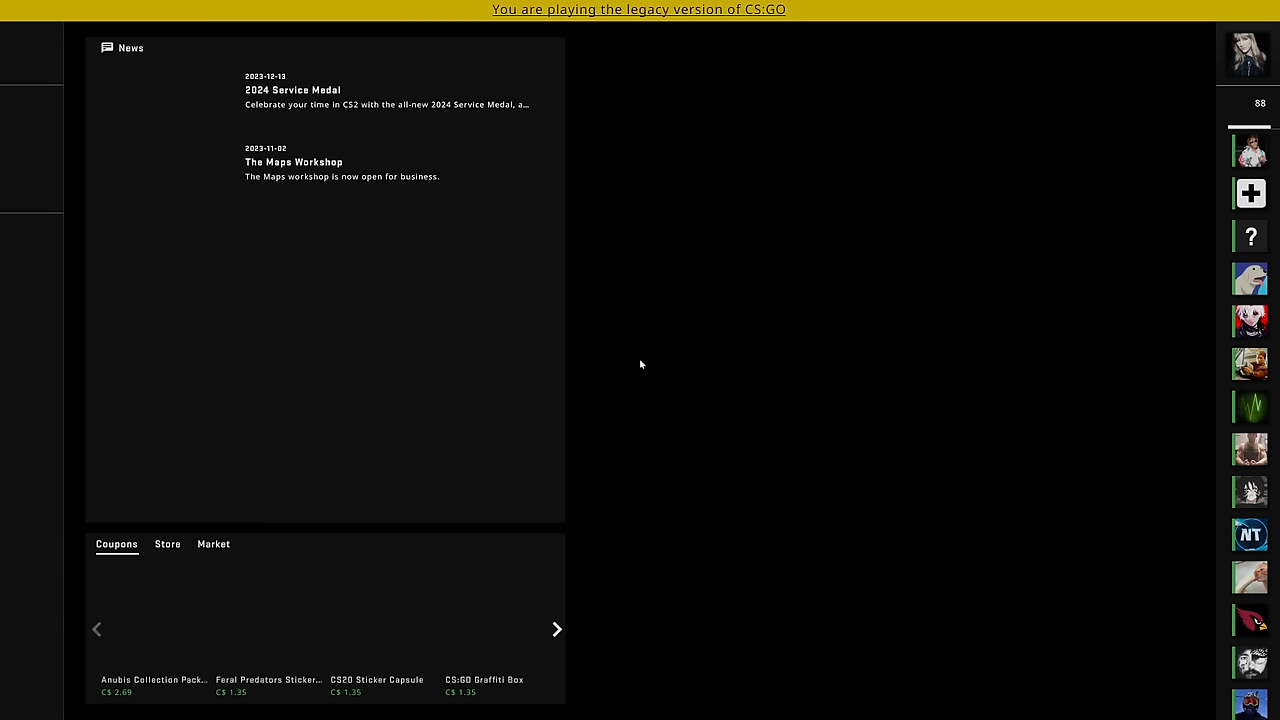 You are playing the legacy version of CS:GO
News
2023-12-13
2024 Service Medal
Celebrate your time in CS2 with the all-new 2024 Service Medal, a...
2023-11-02
The Maps Workshop
The Maps workshop is now open for business.
88
?
NT
Coupons Store Market
Anubis Collection Pack... Feral Predators Sticker... CS20 Sticker Capsule CS:GO Graffiti Box
C$ 2.69 C$ 1.35 C$ 1.35 C$ 1.35